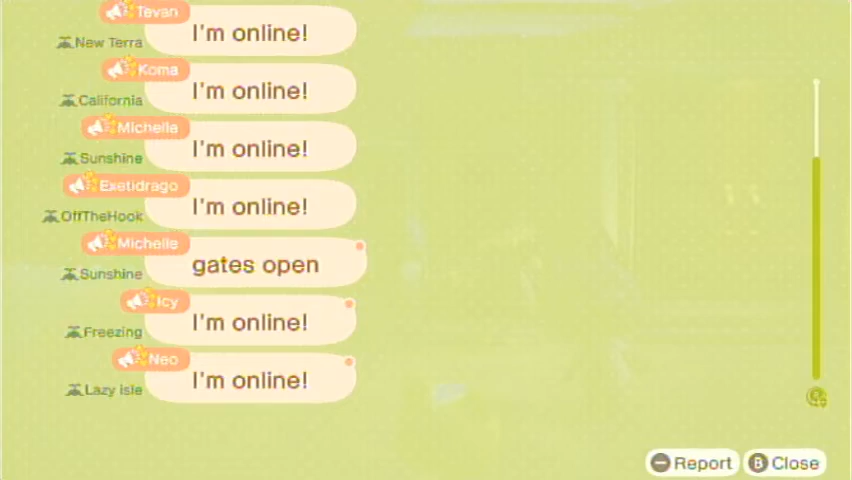 Tevan
I'm online!
New Terra
Koma
I'm online!
California
Michelle
I'm online!
Sunshine
Exetidrago
I'm online!
OffTheHook
Michelle
gates open
Sunshine
Icy
I'm online!
Freezing
Neo
I'm online!
Lazy isle
Report
B Close